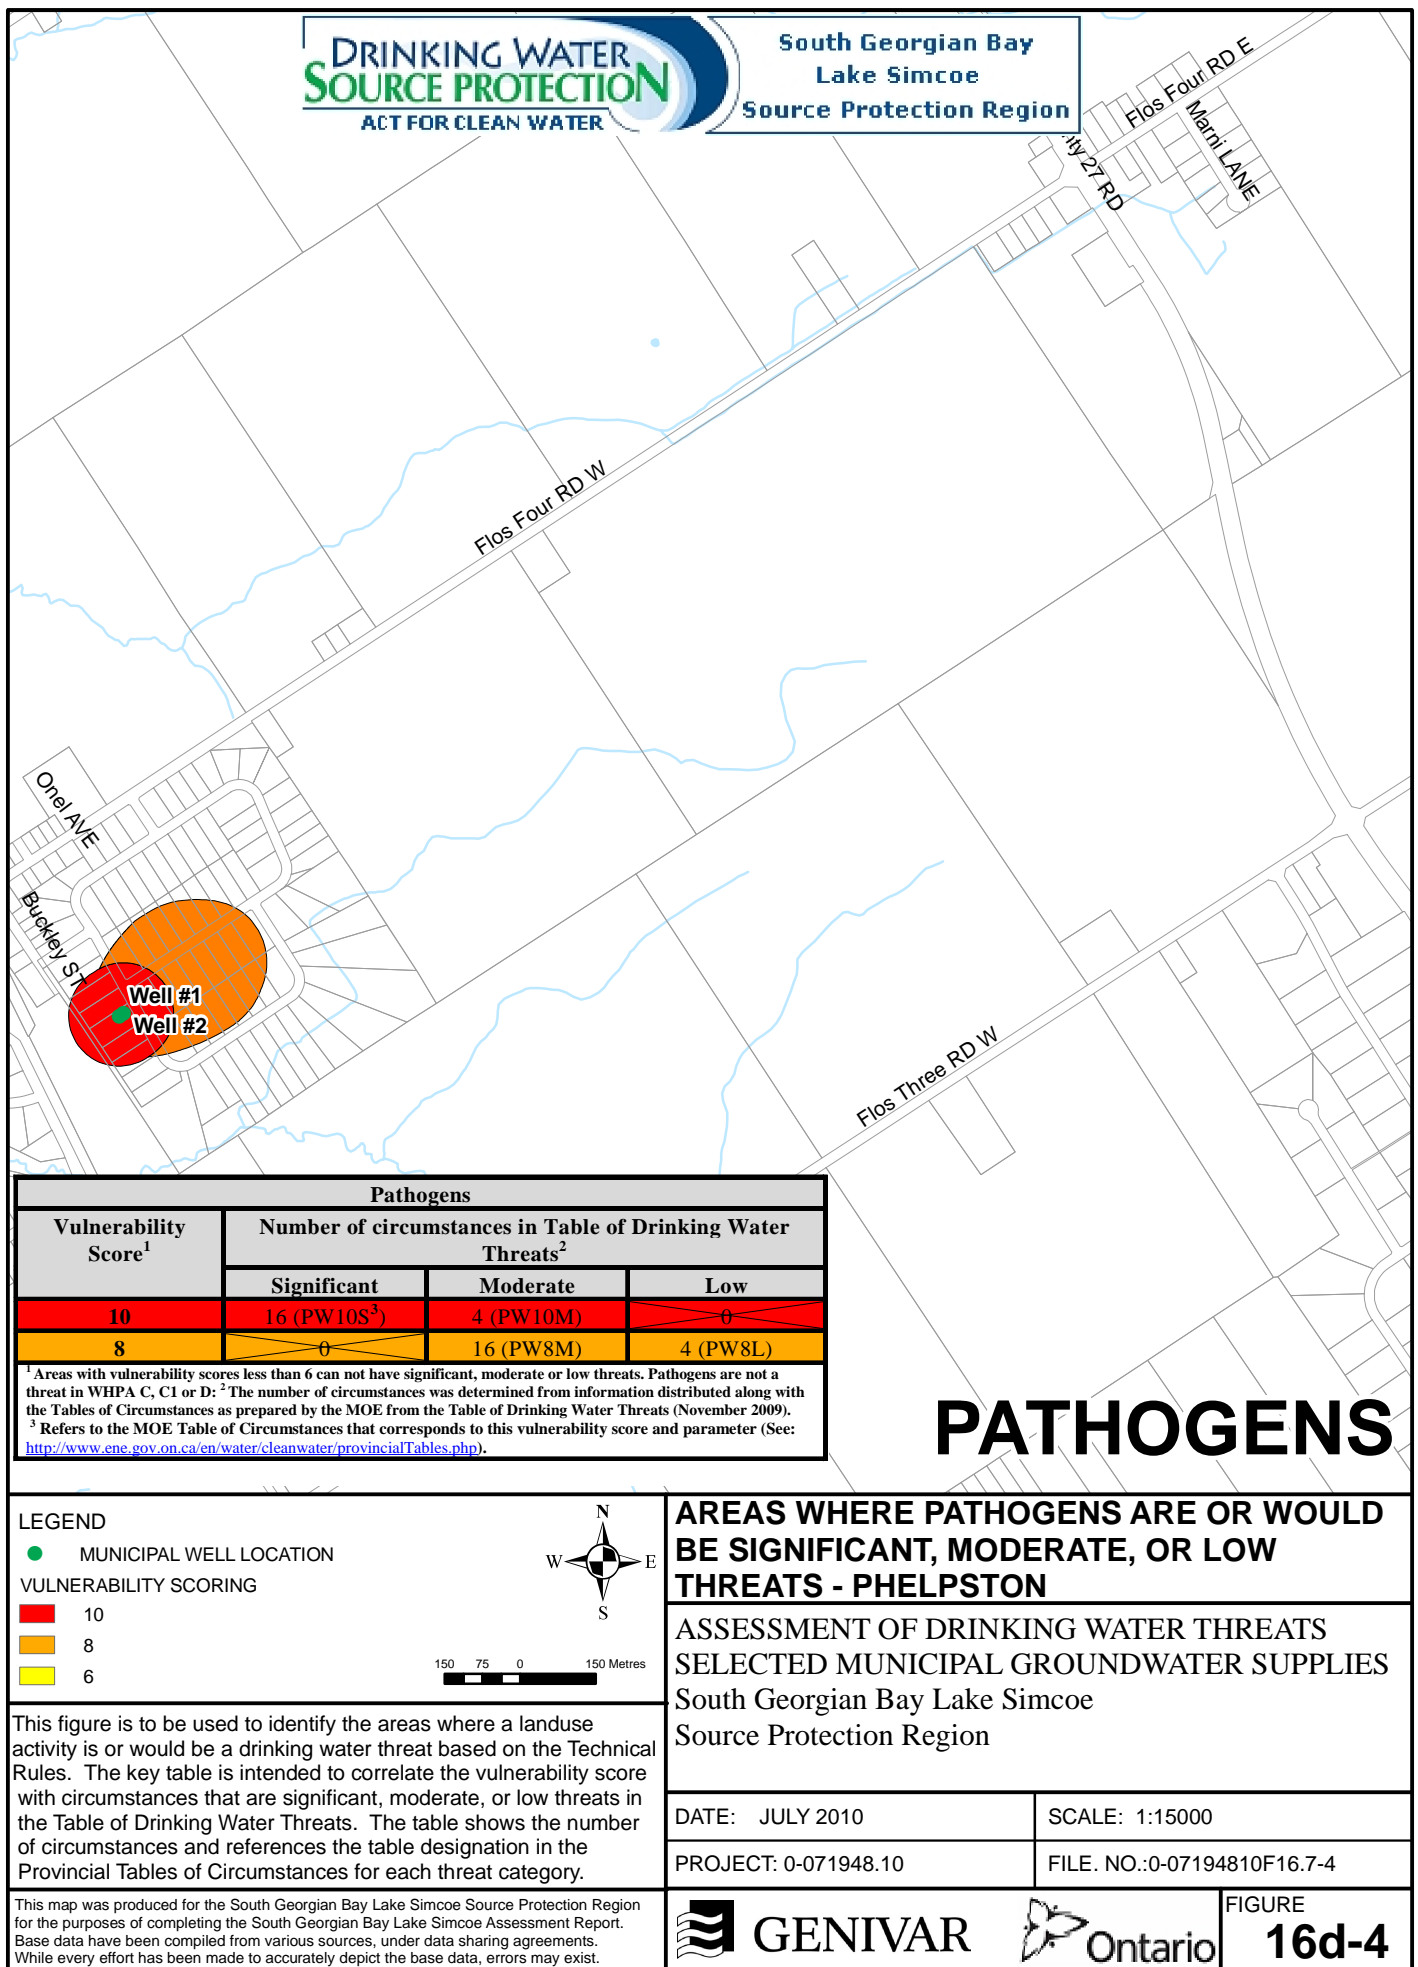 DRINKING WATER
SOURCE PROTECTION
ACT FOR CLEAN WATER
South Georgian Bay
Lake Simcoe
Source Protection Region
Flos Four RD E
Marni LANE
27 RD
Flos Four RD W
Onel AVE
Buckley ST
Well #1
Well #2
Flos Three RD W
Pathogens
Vulnerability Score1
Number of circumstances in Table of Drinking Water Threats2
Significant Moderate Low
10 16 (PW10S3) 4 (PW10M) 0
8 0 16 (PW8M) 4 (PW8L)
1 Areas with vulnerability scores less than 6 can not have significant, moderate or low threats. Pathogens are not a
threat in WHPA C, C1 or D: 2 The number of circumstances was determined from information distributed along with
the Tables of Circumstances as prepared by the MOE from the Table of Drinking Water Threats (November 2009).
3 Refers to the MOE Table of Circumstances that corresponds to this vulnerability score and parameter (See:
http://www.ene.gov.on.ca/en/water/cleanwater/provincialTables.php).
PATHOGENS
LEGEND
MUNICIPAL WELL LOCATION
VULNERABILITY SCORING
10
8
6
N
W E
S
150 75 0 150 Metres
This figure is to be used to identify the areas where a landuse
activity is or would be a drinking water threat based on the Technical
Rules. The key table is intended to correlate the vulnerability score
with circumstances that are significant, moderate, or low threats in
the Table of Drinking Water Threats. The table shows the number
of circumstances and references the table designation in the
Provincial Tables of Circumstances for each threat category.
This map was produced for the South Georgian Bay Lake Simcoe Source Protection Region
for the purposes of completing the South Georgian Bay Lake Simcoe Assessment Report.
Base data have been compiled from various sources, under data sharing agreements.
While every effort has been made to accurately depict the base data, errors may exist.
AREAS WHERE PATHOGENS ARE OR WOULD
BE SIGNIFICANT, MODERATE, OR LOW
THREATS - PHELPSTON
ASSESSMENT OF DRINKING WATER THREATS
SELECTED MUNICIPAL GROUNDWATER SUPPLIES
South Georgian Bay Lake Simcoe
Source Protection Region
DATE: JULY 2010
SCALE: 1:15000
PROJECT: 0-071948.10
FILE. NO.:0-07194810F16.7-4
GENIVAR
Ontario
FIGURE
16d-4